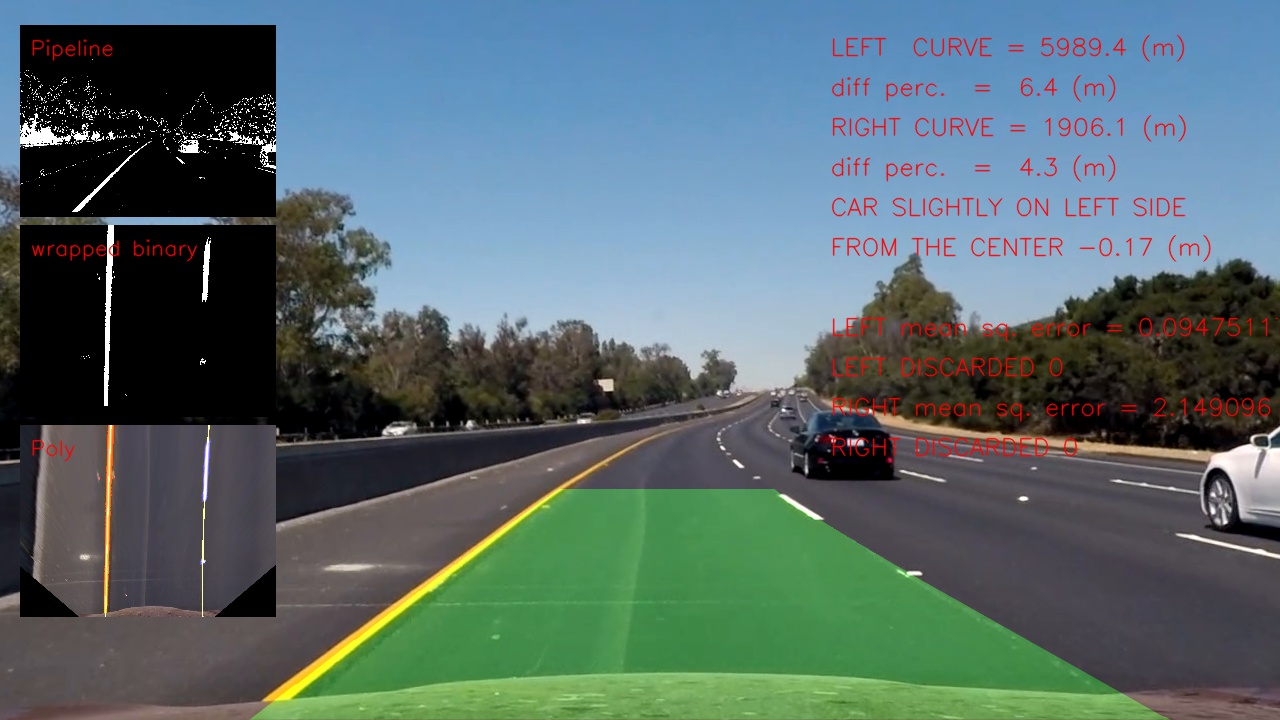 Pipeline
wrapped binary
Poly
LEFT CURVE = 5989.4 (m)
diff perc. = 6.4 (m)
RIGHT CURVE = 1906.1 (m)
diff perc. = 4.3 (m)
CAR SLIGHTLY ON LEFT SIDE
FROM THE CENTER -0.17 (m)
LEFT mean sq. error = 0.0947511
LEFT DISCARDED 0
RIGHT mean sq. error = 2.149096
RIGHT DISCARDED 0